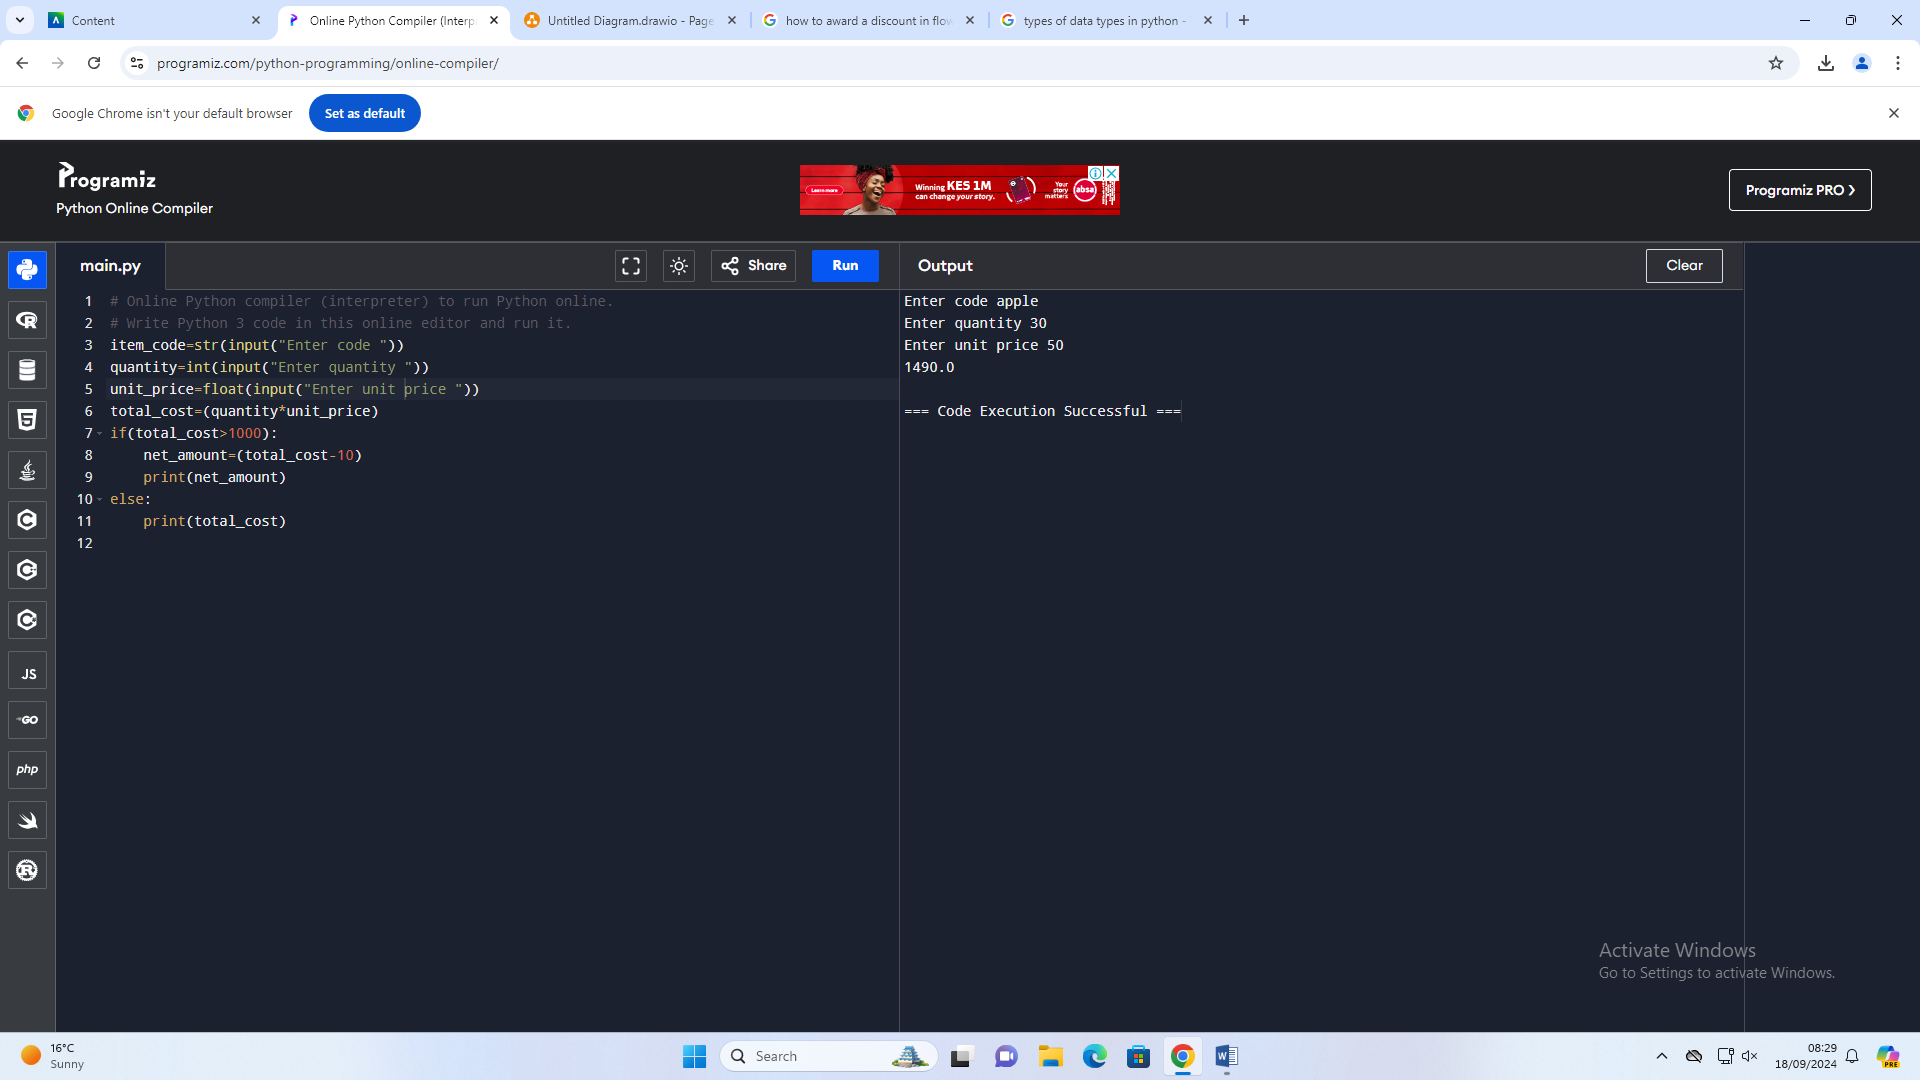 Content
Online Python Compiler (Interp
Untitled Diagram.drawio - Page
how to award a discount in flow
types of data types in python -
programiz.com/python-programming/online-compiler/
Google Chrome isn't your default browser
Set as default
Programiz
Python Online Compiler
Learn more
Winning KES 1M
can change your story.
Your
story
matters
absa
Programiz PRO
main.py
Share
Run
Output
Clear
1 # Online Python compiler (interpreter) to run Python online.
2 # Write Python 3 code in this online editor and run it.
3 item_code=str(input("Enter code "))
4 quantity=int(input("Enter quantity "))
5 unit_price=float(input("Enter unit price "))
6 total_cost=(quantity*unit_price)
7 if(total_cost>1000):
8     net_amount=(total_cost-10)
9     print(net_amount)
10 else:
11     print(total_cost)
12
Enter code apple
Enter quantity 30
Enter unit price 50
1490.0
=== Code Execution Successful ===
JS
GO
php
Activate Windows
Go to Settings to activate Windows.
16°C
Sunny
Search
08:29
18/09/2024
PRE